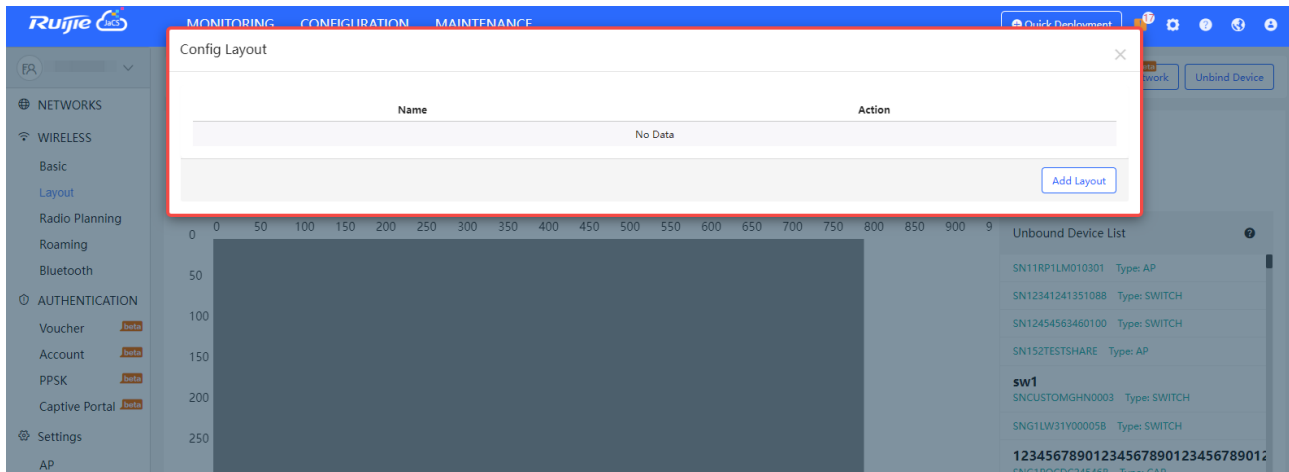 Ruijie JaCS
MONITORING CONFIGURATION MAINTENANCE
Quick Deployment 17
Config Layout
Unbind Device
Name Action
No Data
Add Layout
NETWORKS
WIRELESS
Basic
Layout
Radio Planning
Roaming
Bluetooth
AUTHENTICATION
Voucher beta
Account beta
PPSK beta
Captive Portal beta
Settings
AP
0 50 100 150 200 250 300 350 400 450 500 550 600 650 700 750 800 850 900 9
0
50
100
150
200
250
Unbound Device List
SN11RP1LM010301 Type: AP
SN12341241351088 Type: SWITCH
SN12454563460100 Type: SWITCH
SN152TESTSHARE Type: AP
sw1
SNCUSTOMGHN0003 Type: SWITCH
SNG1LW31Y00005B Type: SWITCH
12345678901234567890123456789012